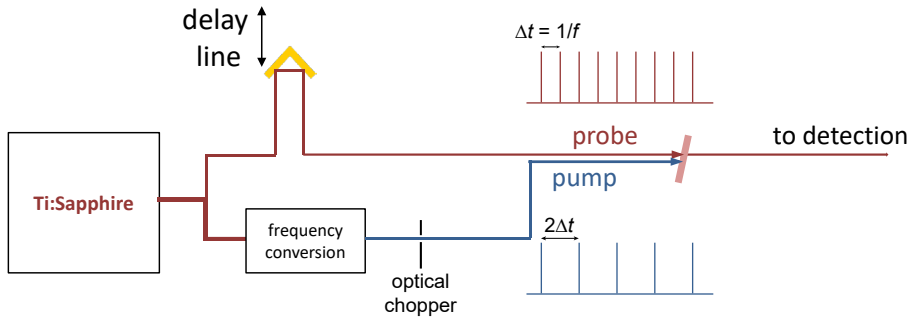 delay
line
Δt = 1/f
probe
to detection
pump
Ti:Sapphire
frequency
conversion
2Δt
optical
chopper